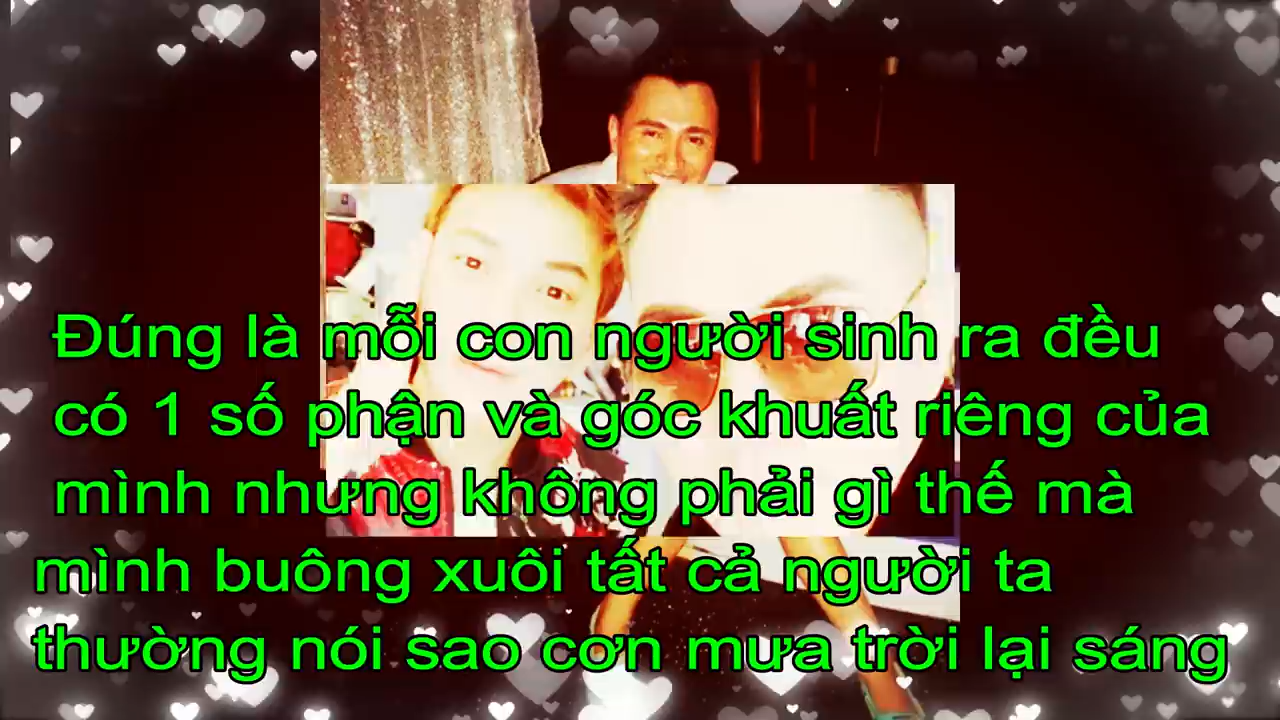 Đúng là mỗi con người sinh ra đều
có 1 số phận và góc khuất riêng của
mình nhưng không phải gì thế mà
mình buông xuôi tất cả người ta
thường nói sao cơn mưa trời lại sáng